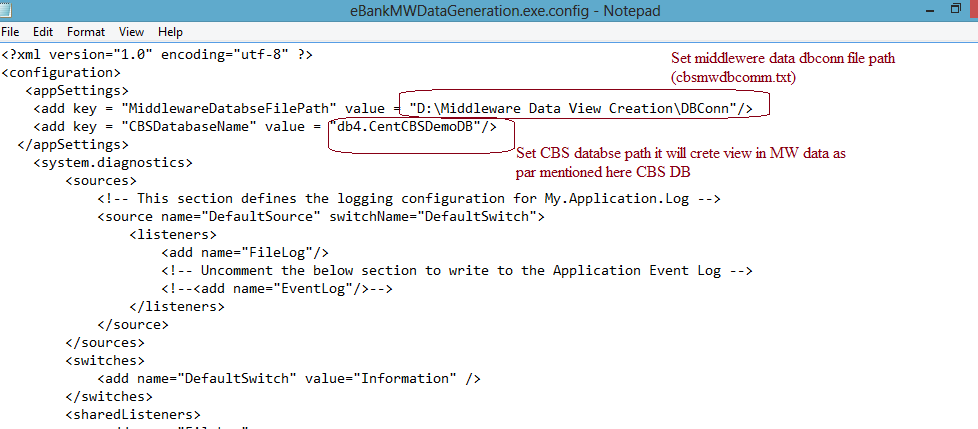 eBankMWDataGeneration.exe.config - Notepad
File Edit Format View Help
<?xml version="1.0" encoding="utf-8" ?>
<configuration>
<appSettings>
<add key = "MiddlewareDatabseFilePath" value = "D:\Middleware Data View Creation\DBConn"/>
<add key = "CBSDatabaseName" value = "db4.CentCBSDemoDB"/>
</appSettings>
<system.diagnostics>
<sources>
<!-- This section defines the logging configuration for My.Application.Log -->
<source name="DefaultSource" switchName="DefaultSwitch">
<listeners>
<add name="FileLog"/>
<!-- Uncomment the below section to write to the Application Event Log -->
<!--<add name="EventLog"/>-->
</listeners>
</source>
</sources>
<switches>
<add name="DefaultSwitch" value="Information" />
</switches>
<sharedListeners>
Set middlewere data dbconn file path
(cbsmwdbcomm.txt)
Set CBS databse path it will crete view in MW data as
par mentioned here CBS DB